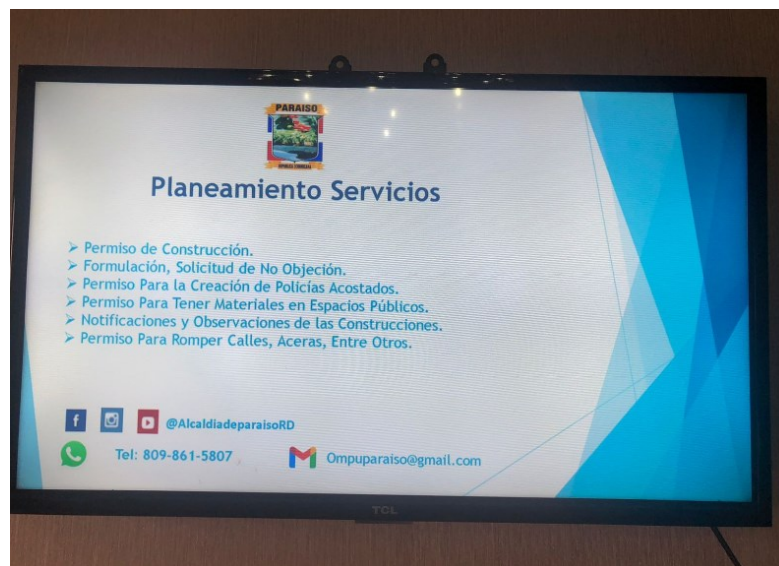 PARAISO
Planeamiento Servicios
➢ Permiso de Construcción.
➢ Formulación, Solicitud de No Objeción.
➢ Permiso Para la Creación de Policías Acostados.
➢ Permiso Para Tener Materiales en Espacios Públicos.
➢ Notificaciones y Observaciones de las Construcciones.
➢ Permiso Para Romper Calles, Aceras, Entre Otros.
@AlcaldiadeparaisoRD
Tel: 809-861-5807
Ompuparaiso@gmail.com
TCL